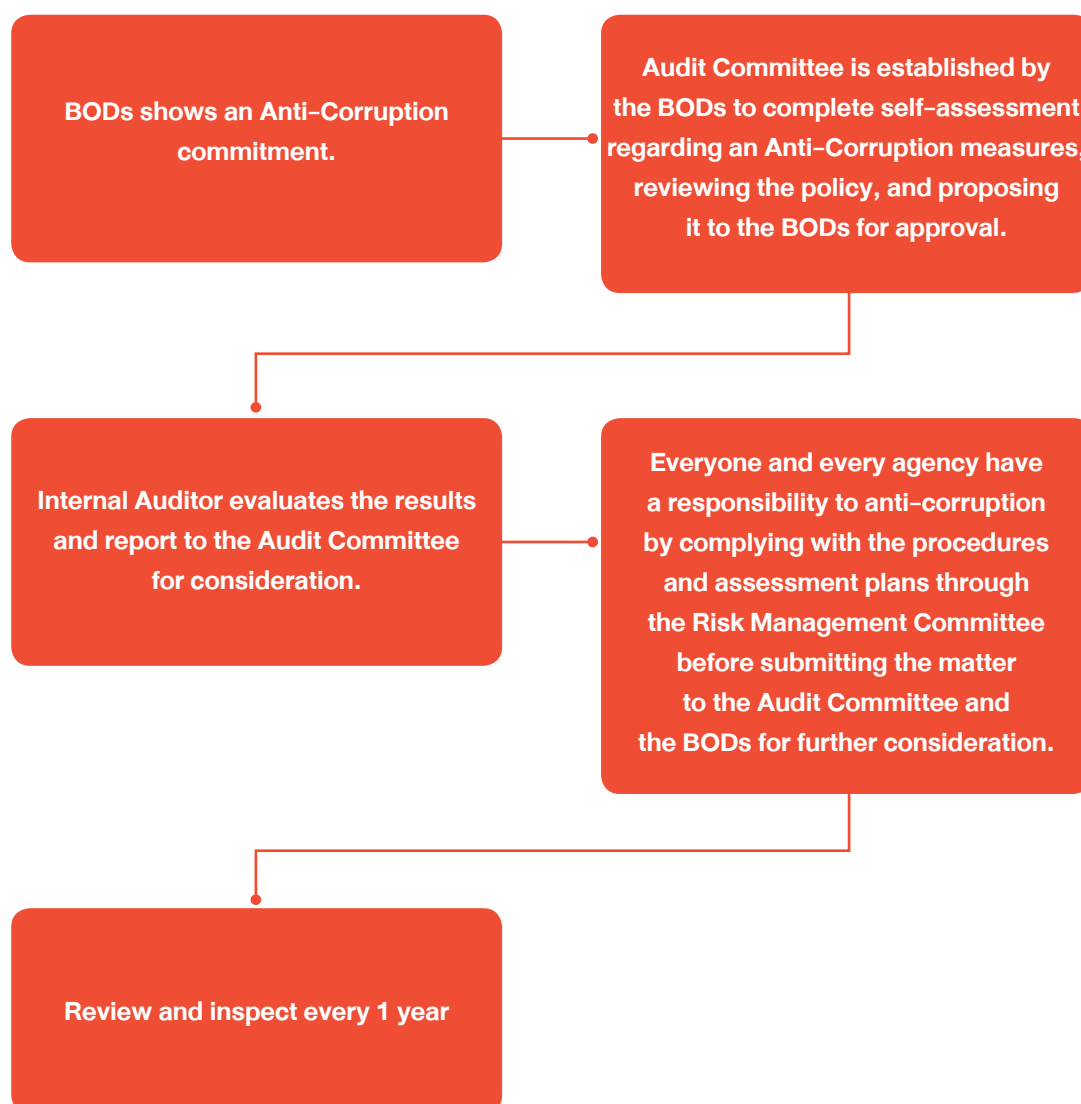 BODs shows an Anti-Corruption
commitment.
Audit Committee is established by
the BODs to complete self-assessment
regarding an Anti-Corruption measures,
reviewing the policy, and proposing
it to the BODs for approval.
Internal Auditor evaluates the results
and report to the Audit Committee
for consideration.
Everyone and every agency have
a responsibility to anti-corruption
by complying with the procedures
and assessment plans through
the Risk Management Committee
before submitting the matter
to the Audit Committee and
the BODs for further consideration.
Review and inspect every 1 year